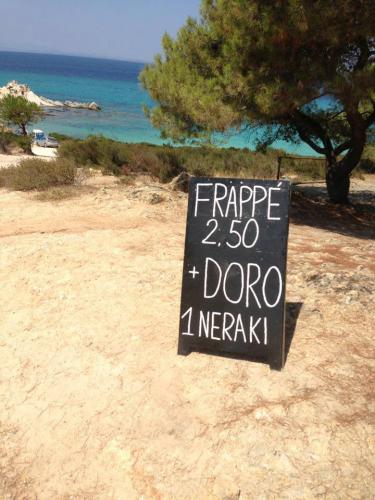 FRAPPÉ
2.50
+ DORO
1 NERAKI